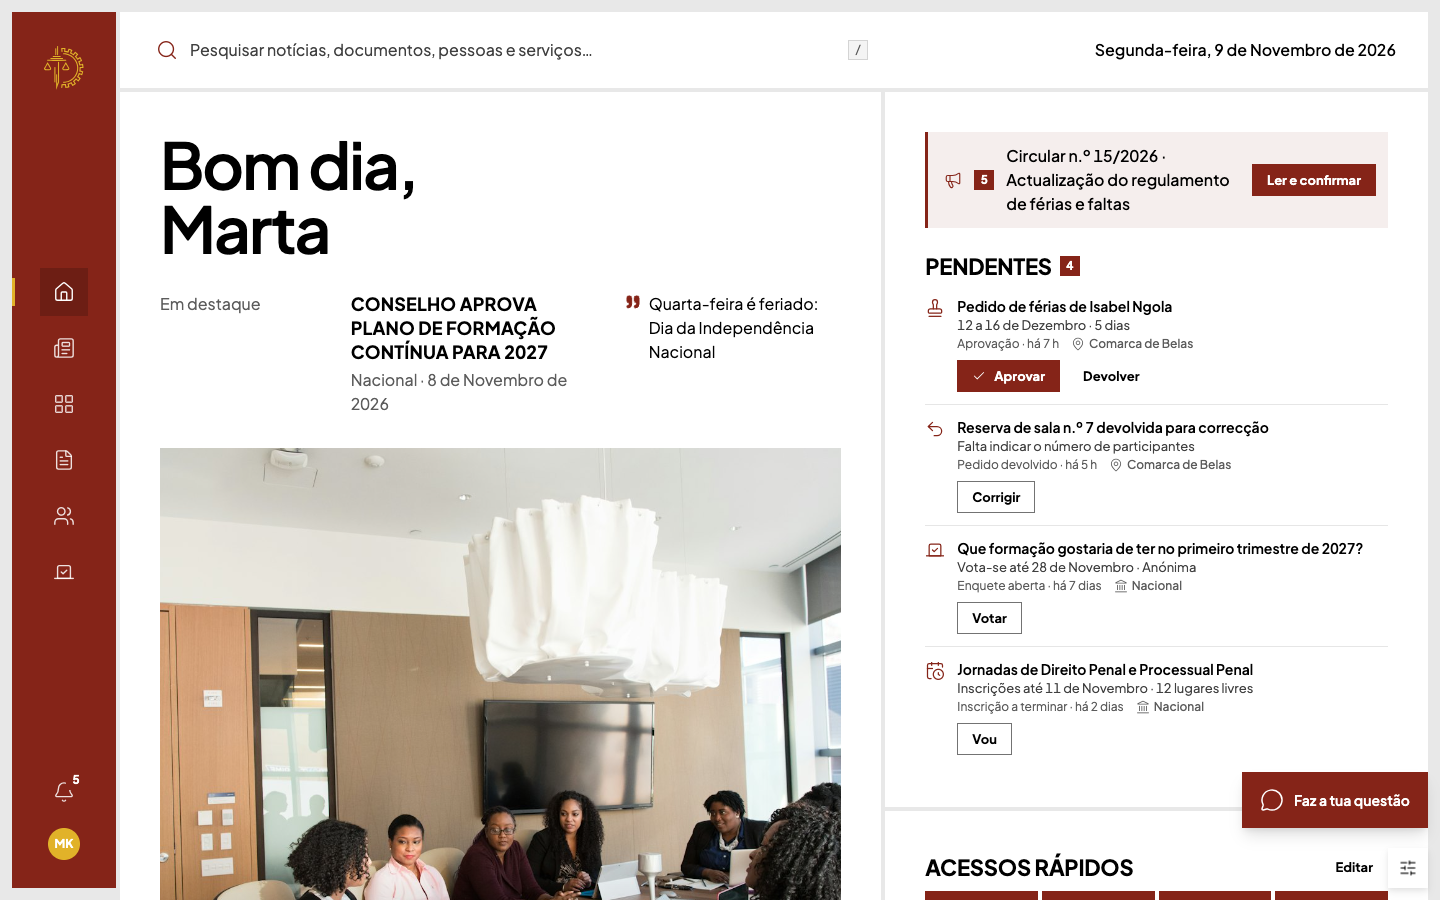 Pesquisar notícias, documentos, pessoas e serviços...
/
Segunda-feira, 9 de Novembro de 2026
Bom dia,
Marta
Em destaque
CONSELHO APROVA
PLANO DE FORMAÇÃO
CONTÍNUA PARA 2027
Nacional · 8 de Novembro de
2026
Quarta-feira é feriado:
Dia da Independência
Nacional
5
Circular n.º 15/2026 ·
Actualização do regulamento
de férias e faltas
Ler e confirmar
PENDENTES 4
Pedido de férias de Isabel Ngola
12 a 16 de Dezembro · 5 dias
Aprovação · há 7 h Comarca de Belas
Aprovar Devolver
Reserva de sala n.º 7 devolvida para correcção
Falta indicar o número de participantes
Pedido devolvido · há 5 h Comarca de Belas
Corrigir
Que formação gostaria de ter no primeiro trimestre de 2027?
Vota-se até 28 de Novembro · Anónima
Enquete aberta · há 7 dias Nacional
Votar
Jornadas de Direito Penal e Processual Penal
Inscrições até 11 de Novembro · 12 lugares livres
Inscrição a terminar · há 2 dias Nacional
Vou
Faz a tua questão
ACESSOS RÁPIDOS Editar
5
MK